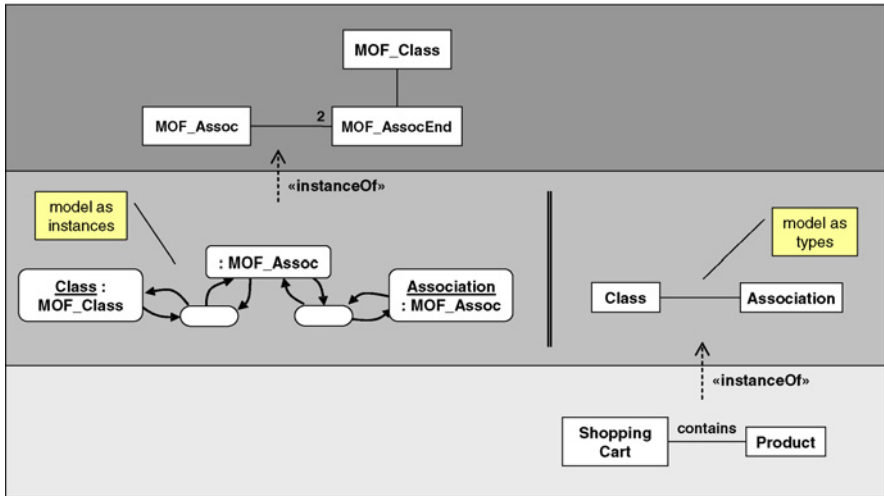 MOF_Class
MOF_Assoc
2
MOF_AssocEnd
«instanceOf»
model as
instances
: MOF_Assoc
Class :
MOF_Class
Association
: MOF_Assoc
model as
types
Class
Association
«instanceOf»
Shopping
Cart
contains
Product